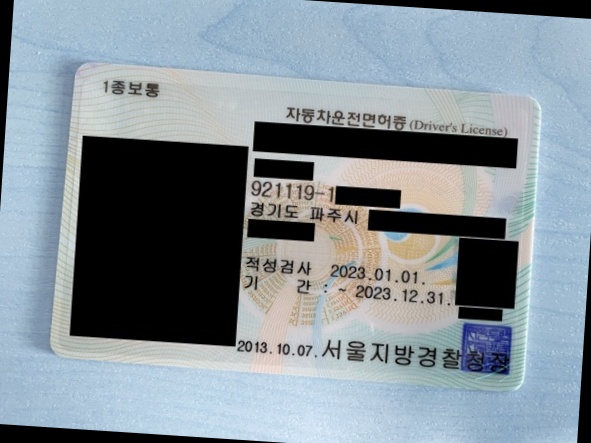 1종보통
자동차운전면허증 (Driver's License)
921119-1
경기도 파주시
적성검사 2023.01.01.
기 간 : ~ 2023.12.31.
2013.10.07. 서울지방경찰청장